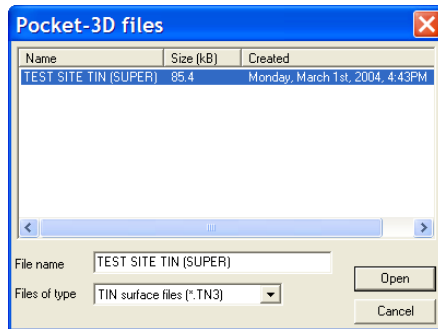 Pocket-3D files
Name Size (kB) Created
TEST SITE TIN (SUPER) 85.4 Monday, March 1st, 2004, 4:43PM
File name TEST SITE TIN (SUPER)
Open
Files of type TIN surface files (*.TN3)
Cancel